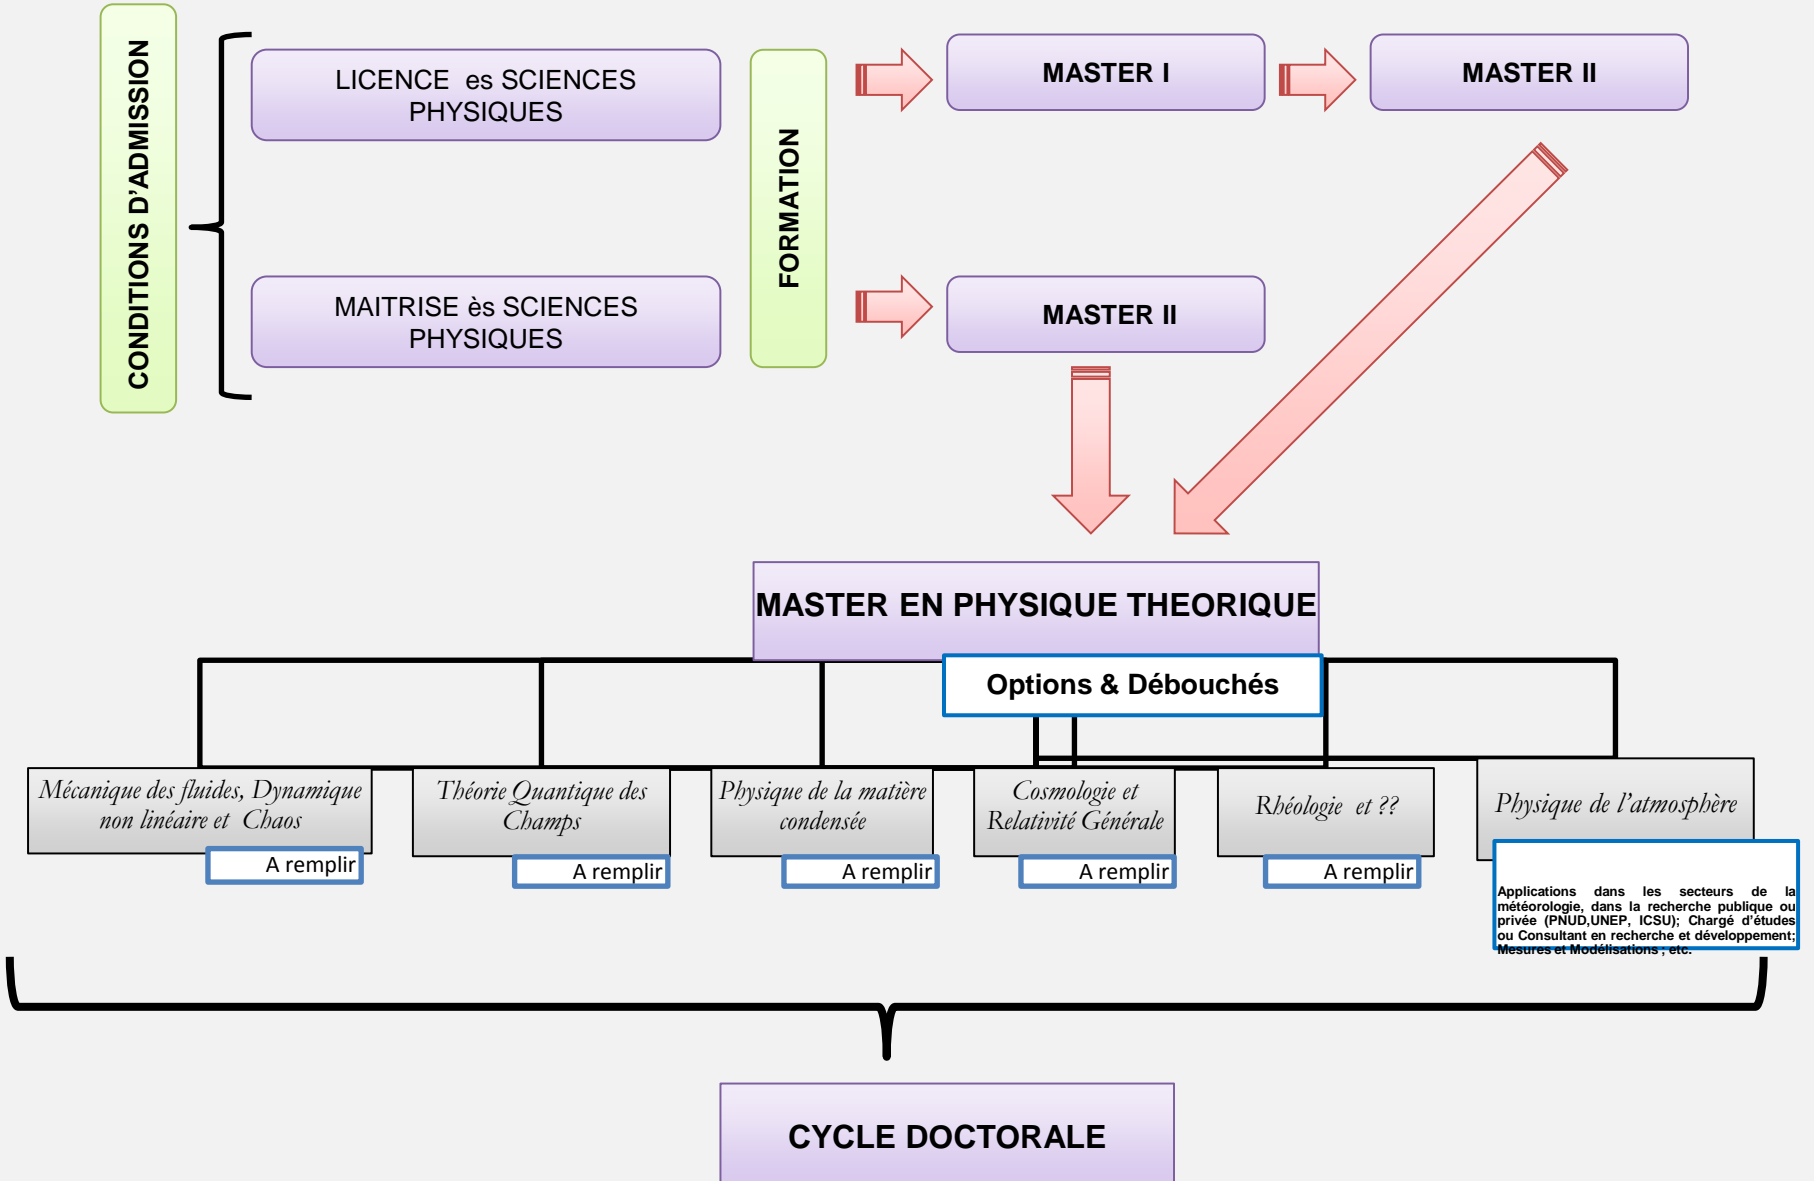 CONDITIONS D’ADMISSION
LICENCE es SCIENCES
PHYSIQUES
MAITRISE ès SCIENCES
PHYSIQUES
FORMATION
MASTER I
MASTER II
MASTER II
MASTER EN PHYSIQUE THEORIQUE
Options & Débouchés
Mécanique des fluides, Dynamique
non linéaire et Chaos
A remplir
Théorie Quantique des
Champs
A remplir
Physique de la matière
condensée
A remplir
Cosmologie et
Relativité Générale
A remplir
Rhéologie et ??
A remplir
Physique de l’atmosphère
Applications dans les secteurs de la
météorologie, dans la recherche publique ou
privée (PNUD,UNEP, ICSU); Chargé d’études
ou Consultant en recherche et développement;
Mesures et Modélisations ; etc.
CYCLE DOCTORALE